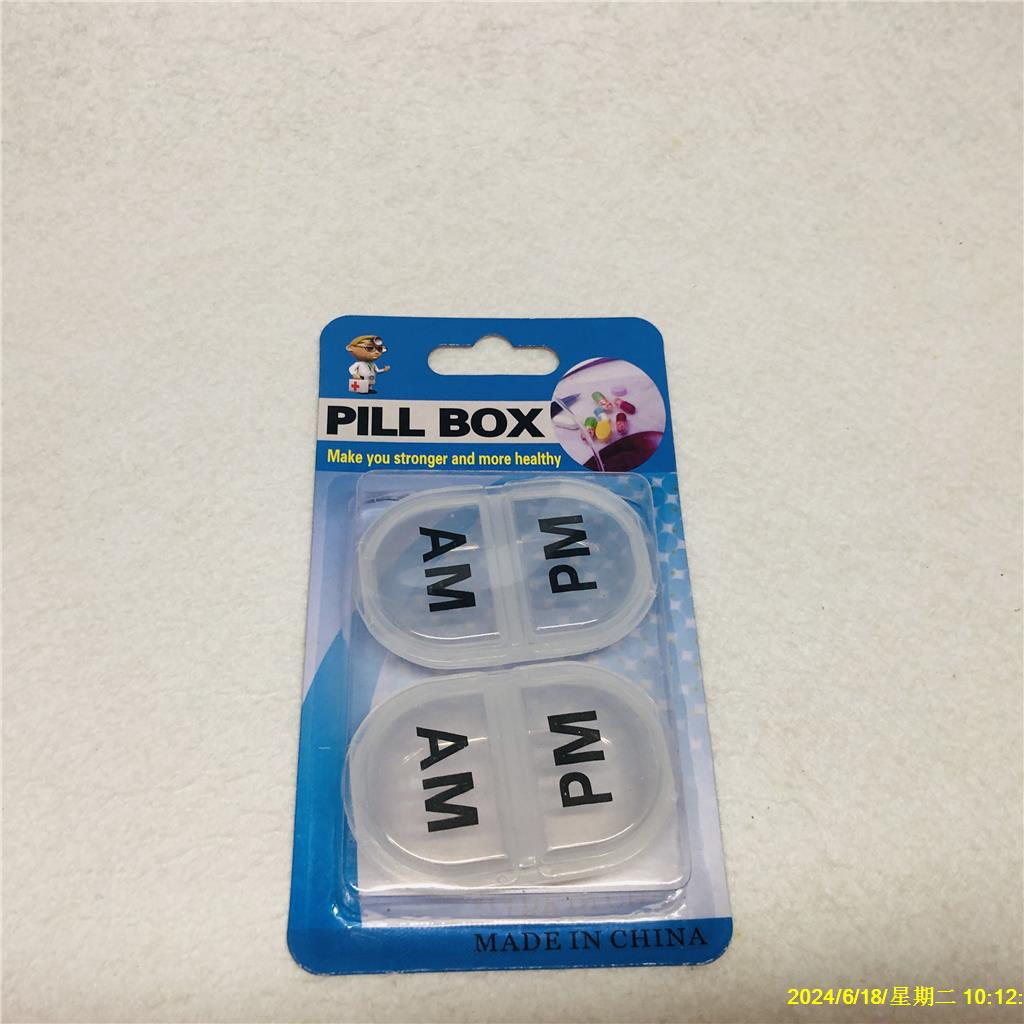 PILL BOX
Make you stronger and more healthy
AM PM
AM PM
MADE IN CHINA
2024/6/18/星期二 10:12: